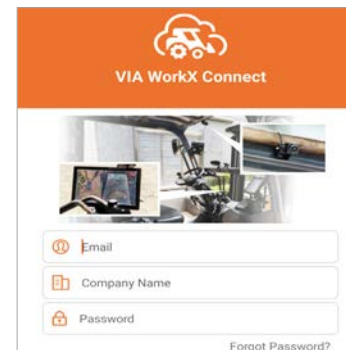 VIA WorkX Connect
Email
Company Name
Password
Forgot Password?